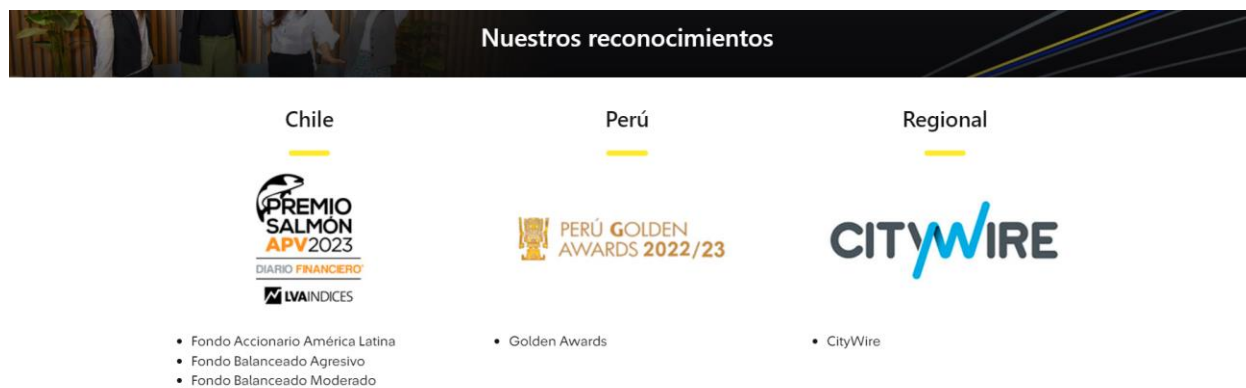 Nuestros reconocimientos
Chile
PREMIO
SALMÓN
APV2023
DIARIO FINANCIERO®
LVAINDICES
• Fondo Accionario América Latina
• Fondo Balanceado Agresivo
• Fondo Balanceado Moderado
Perú
PERÚ GOLDEN
AWARDS 2022/23
• Golden Awards
Regional
CITYWIRE
• CityWire